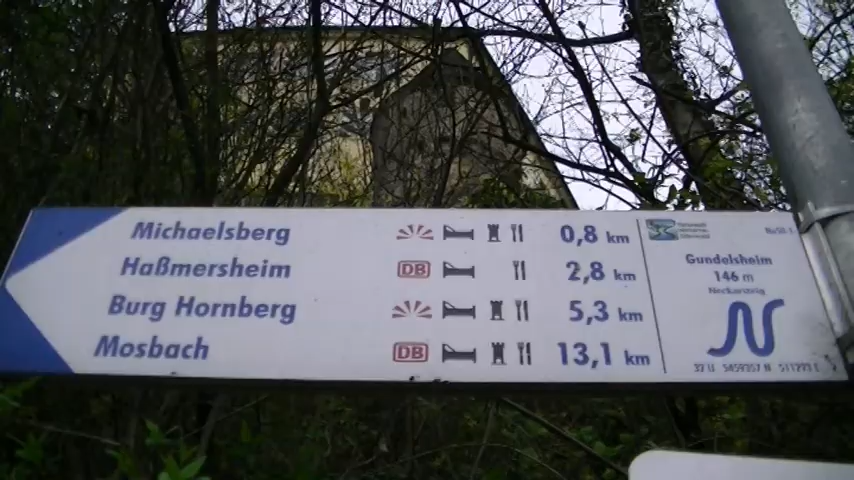 Michaelsberg 0,8 km
Haßmersheim DB 2,8 km
Burg Hornberg 5,3 km
Mosbach DB 13,1 km
Gundelsheim
146 m
Neckarsteig